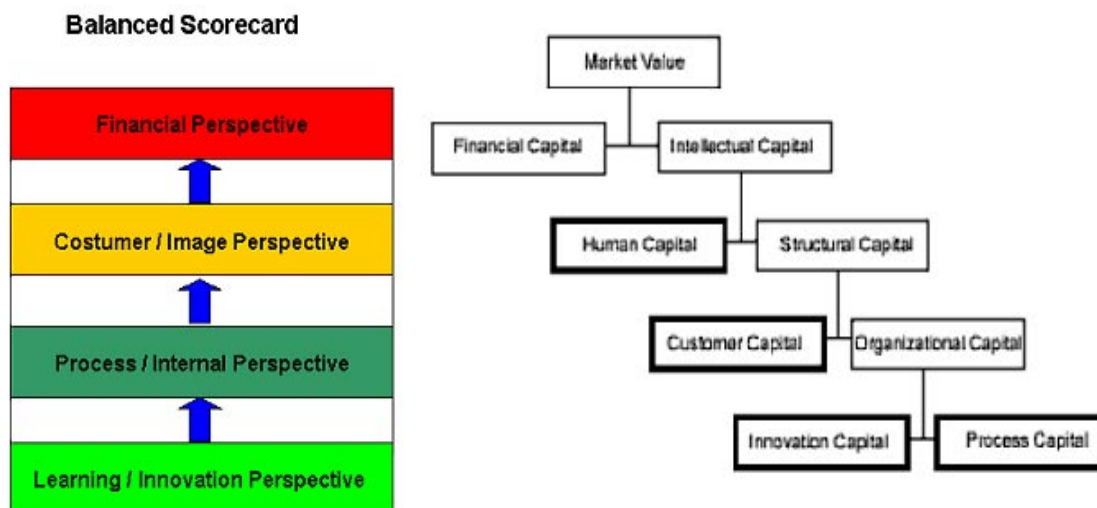 Balanced Scorecard
Financial Perspective
Costumer / Image Perspective
Process / Internal Perspective
Learning / Innovation Perspective
Market Value
Financial Capital
Intellectual Capital
Human Capital
Structural Capital
Customer Capital
Organizational Capital
Innovation Capital
Process Capital